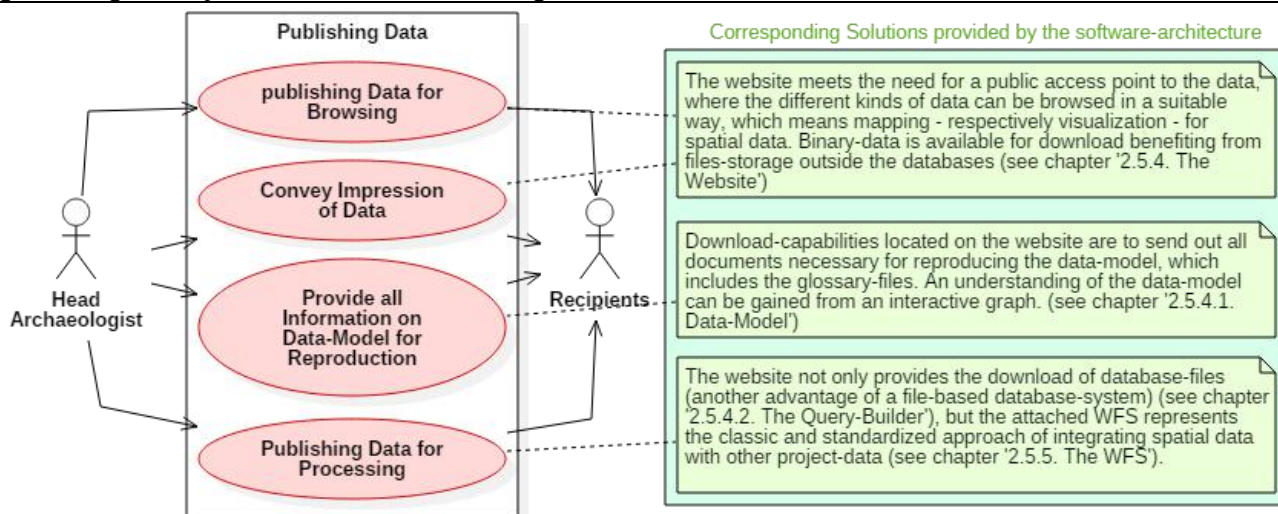 Publishing Data
publishing Data for
Browsing
Convey Impression
of Data
Provide all
Information on
Data-Model for
Reproduction
Publishing Data for
Processing
Head
Archaeologist
Recipients
Corresponding Solutions provided by the software-architecture
The website meets the need for a public access point to the data,
where the different kinds of data can be browsed in a suitable
way, which means mapping - respectively visualization - for
spatial data. Binary-data is available for download benefiting from
files-storage outside the databases (see chapter '2.5.4. The
Website')
Download-capabilities located on the website are to send out all
documents necessary for reproducing the data-model, which
includes the glossary-files. An understanding of the data-model
can be gained from an interactive graph. (see chapter '2.5.4.1.
Data-Model')
The website not only provides the download of database-files
(another advantage of a file-based database-system) (see chapter
'2.5.4.2. The Query-Builder'), but the attached WFS represents
the classic and standardized approach of integrating spatial data
with other project-data (see chapter '2.5.5. The WFS').